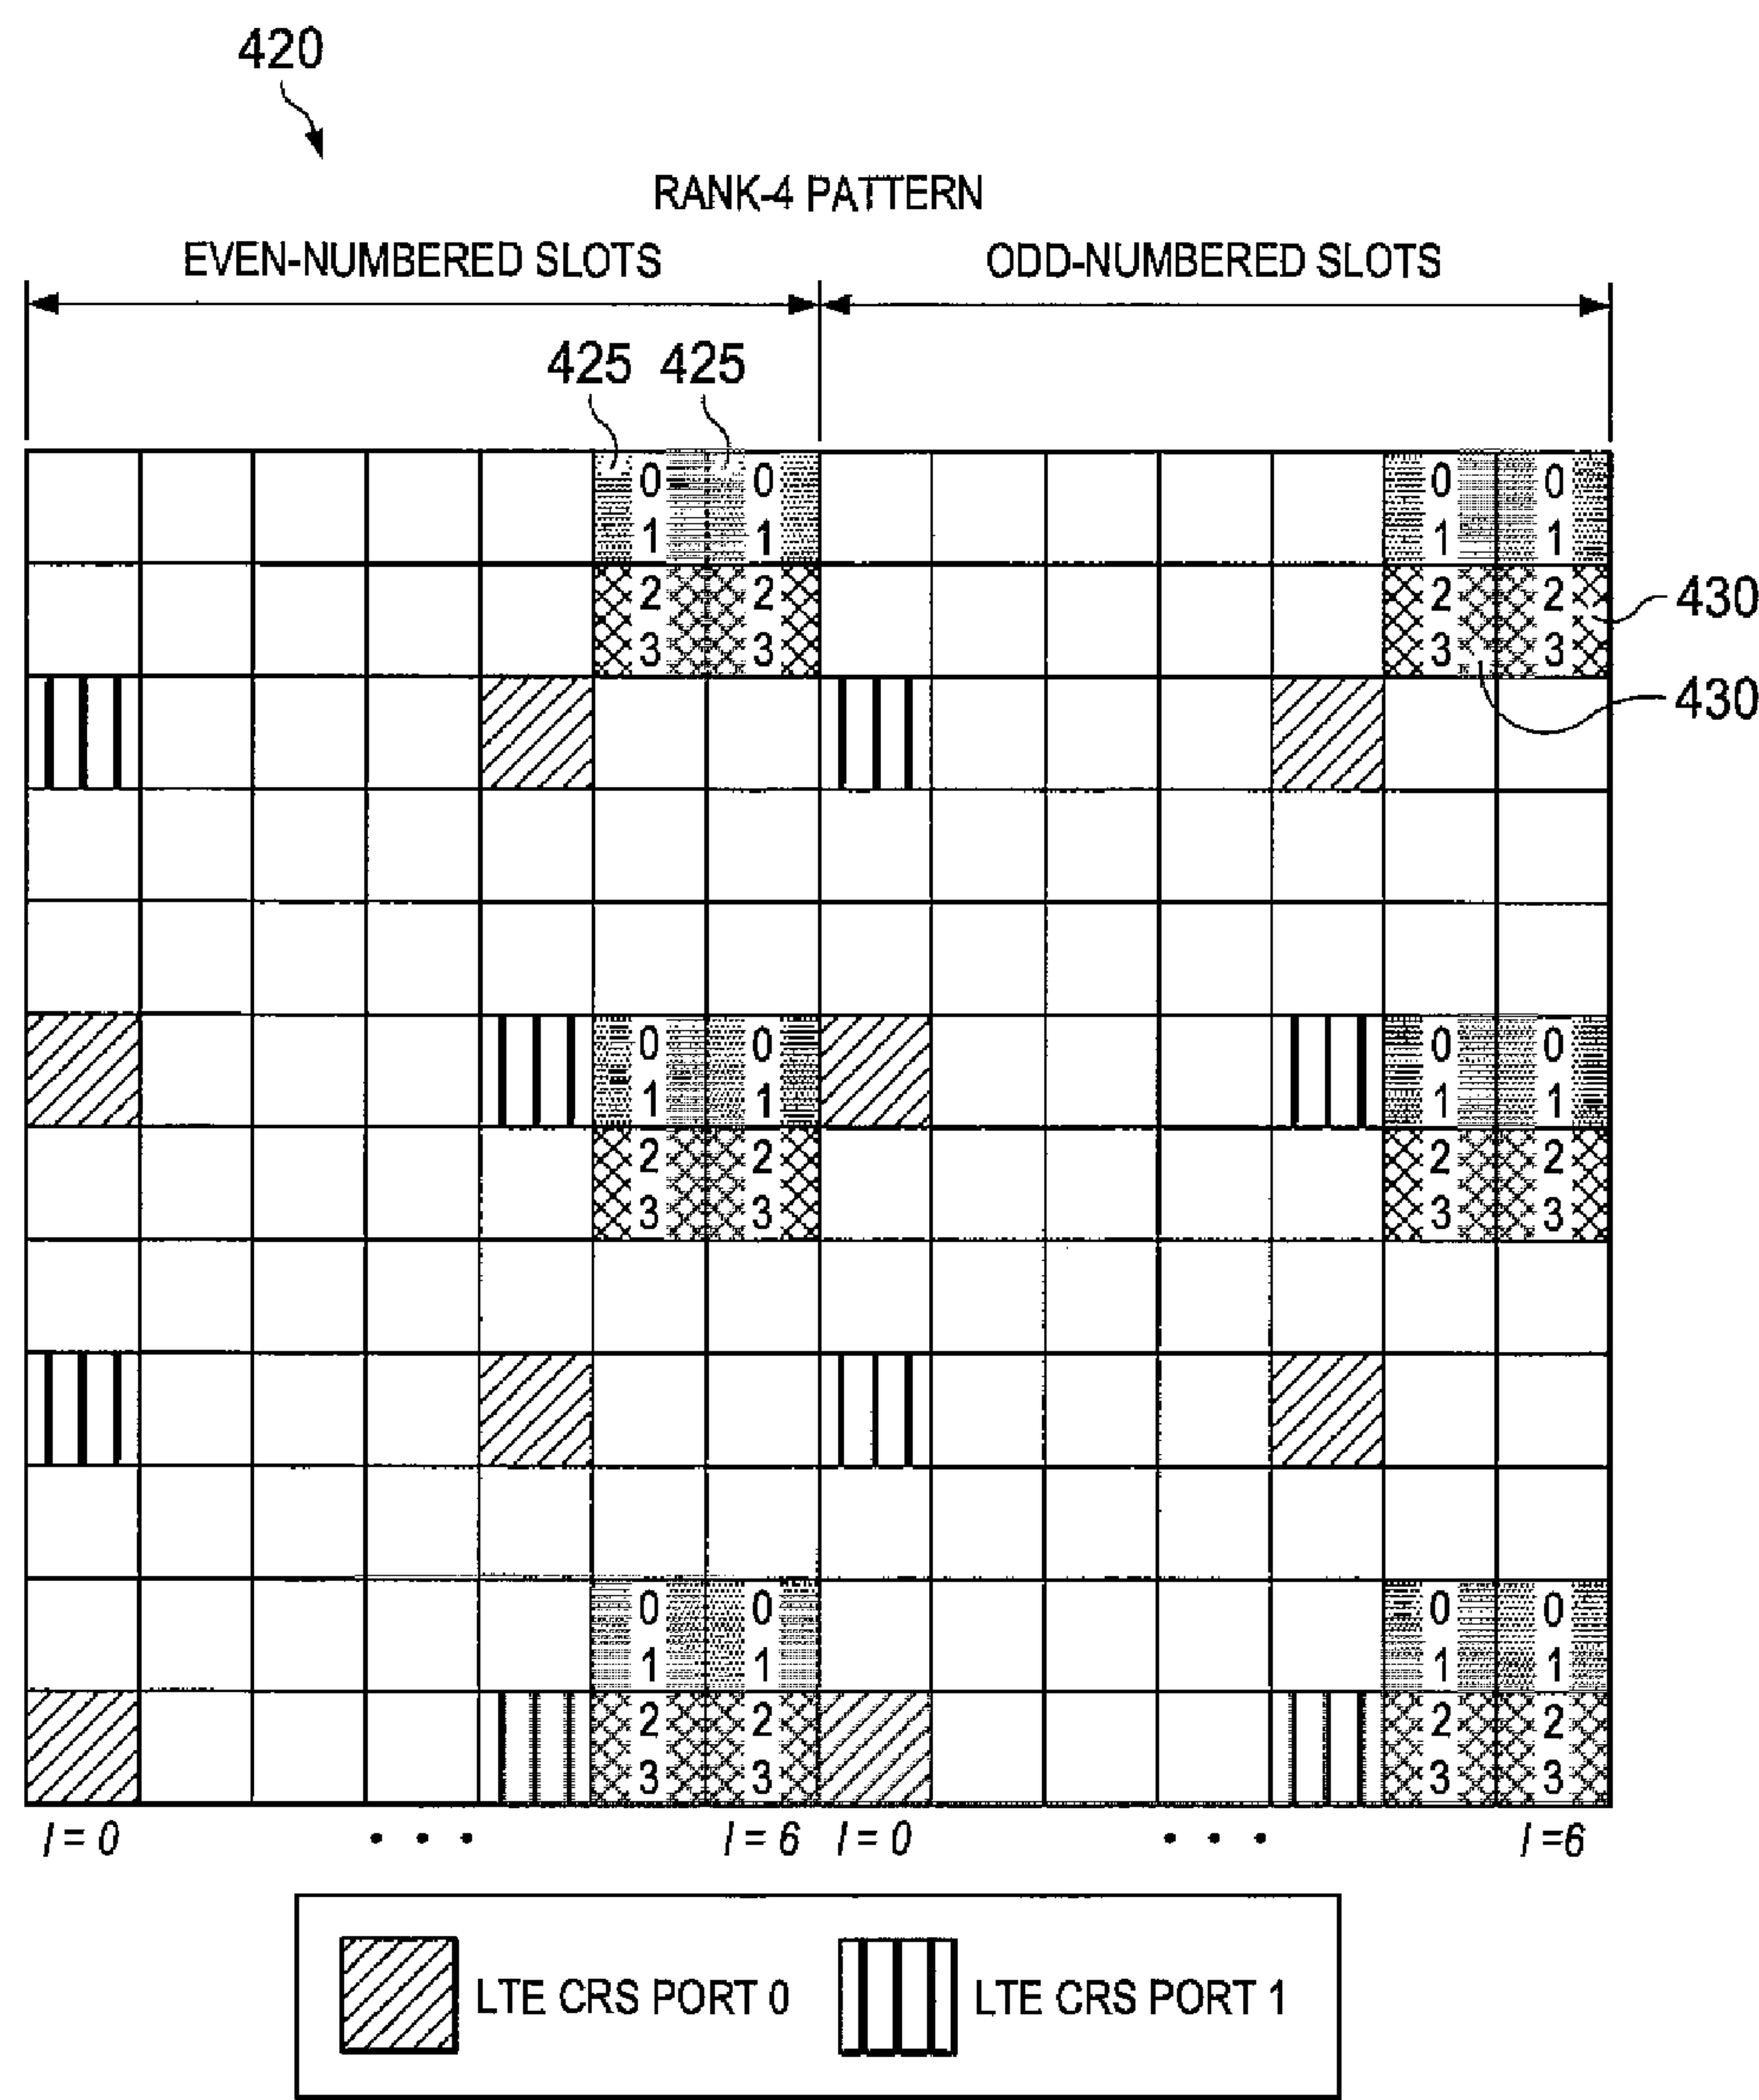 420
RANK-4 PATTERN
EVEN-NUMBERED SLOTS ODD-NUMBERED SLOTS
425 425
0 0 0 0
1 1 1 1
2 2 2 2 430
3 3 3 3
430
0 0 0 0
1 1 1 1
2 2 2 2
3 3 3 3
0 0 0 0
1 1 1 1
2 2 2 2
3 3 3 3
l = 0 • • • l = 6 l = 0 • • • l =6
LTE CRS PORT 0 LTE CRS PORT 1